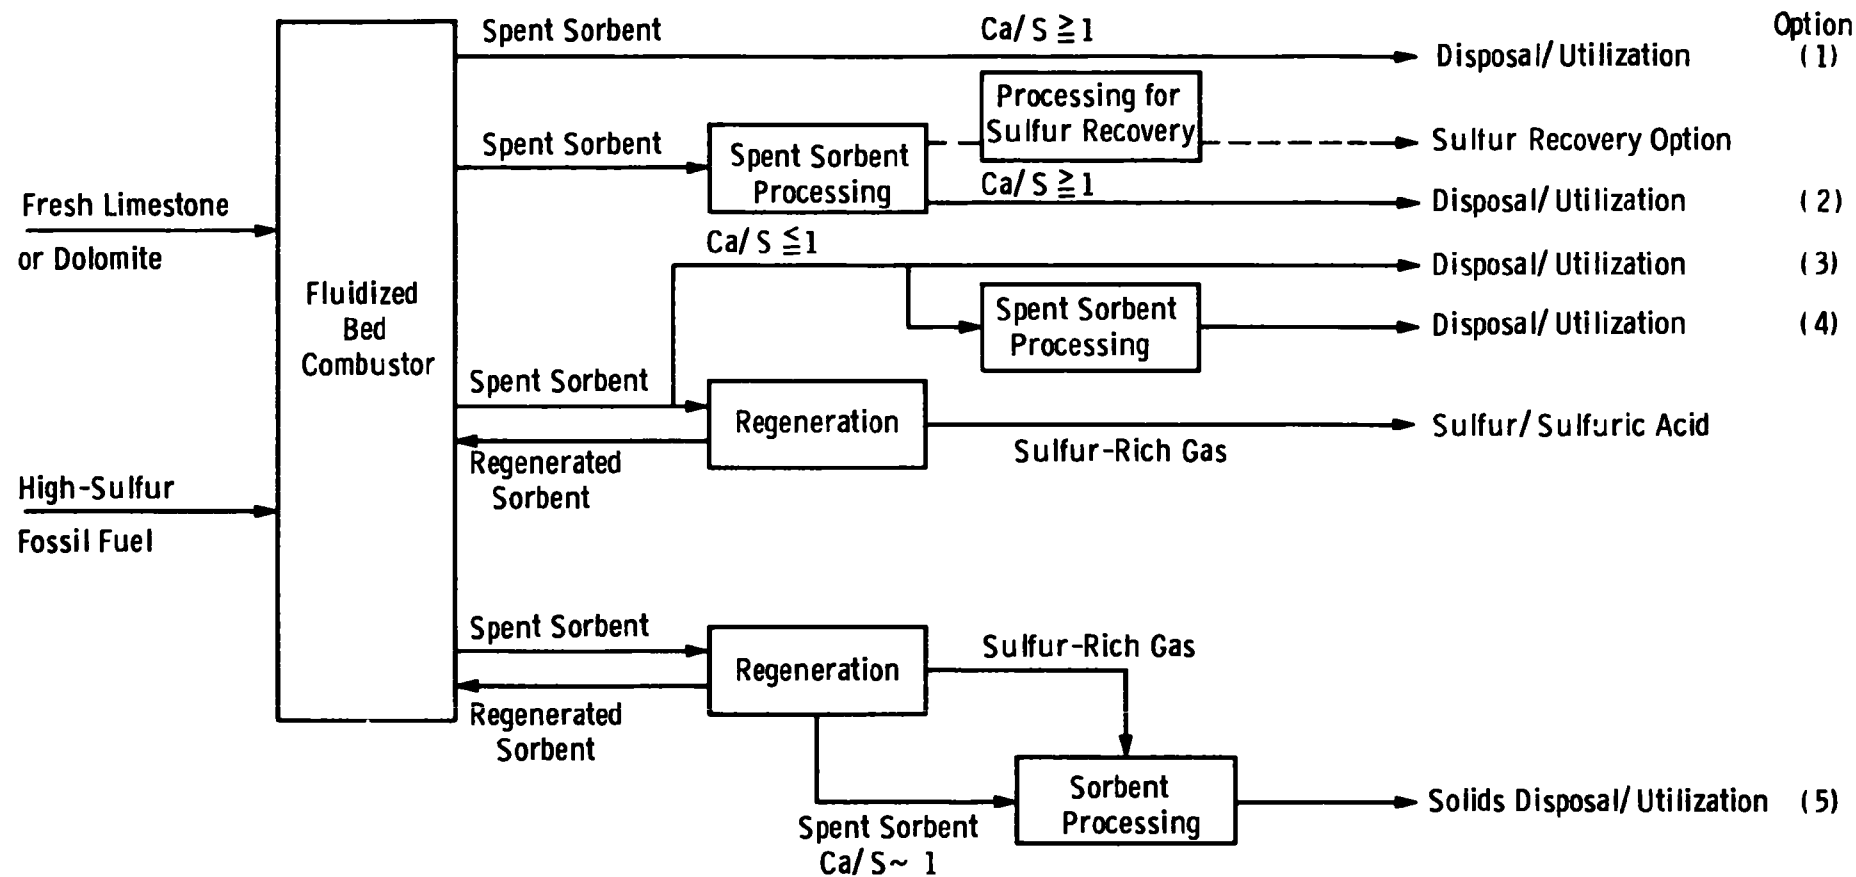 Option
Spent Sorbent
Ca/S ≧ 1
Disposal/Utilization
(1)
Processing for
Sulfur Recovery
Spent Sorbent
Spent Sorbent
Processing
Sulfur Recovery Option
Ca/S ≧ 1
Disposal/Utilization
(2)
Fresh Limestone
or Dolomite
Ca/S ≦ 1
Disposal/Utilization
(3)
Fluidized
Bed
Combustor
Spent Sorbent
Processing
Disposal/Utilization
(4)
Spent Sorbent
Regeneration
Sulfur-Rich Gas
Sulfur/Sulfuric Acid
Regenerated
Sorbent
High-Sulfur
Fossil Fuel
Spent Sorbent
Regeneration
Sulfur-Rich Gas
Regenerated
Sorbent
Sorbent
Processing
Solids Disposal/Utilization
(5)
Spent Sorbent
Ca/S ~ 1